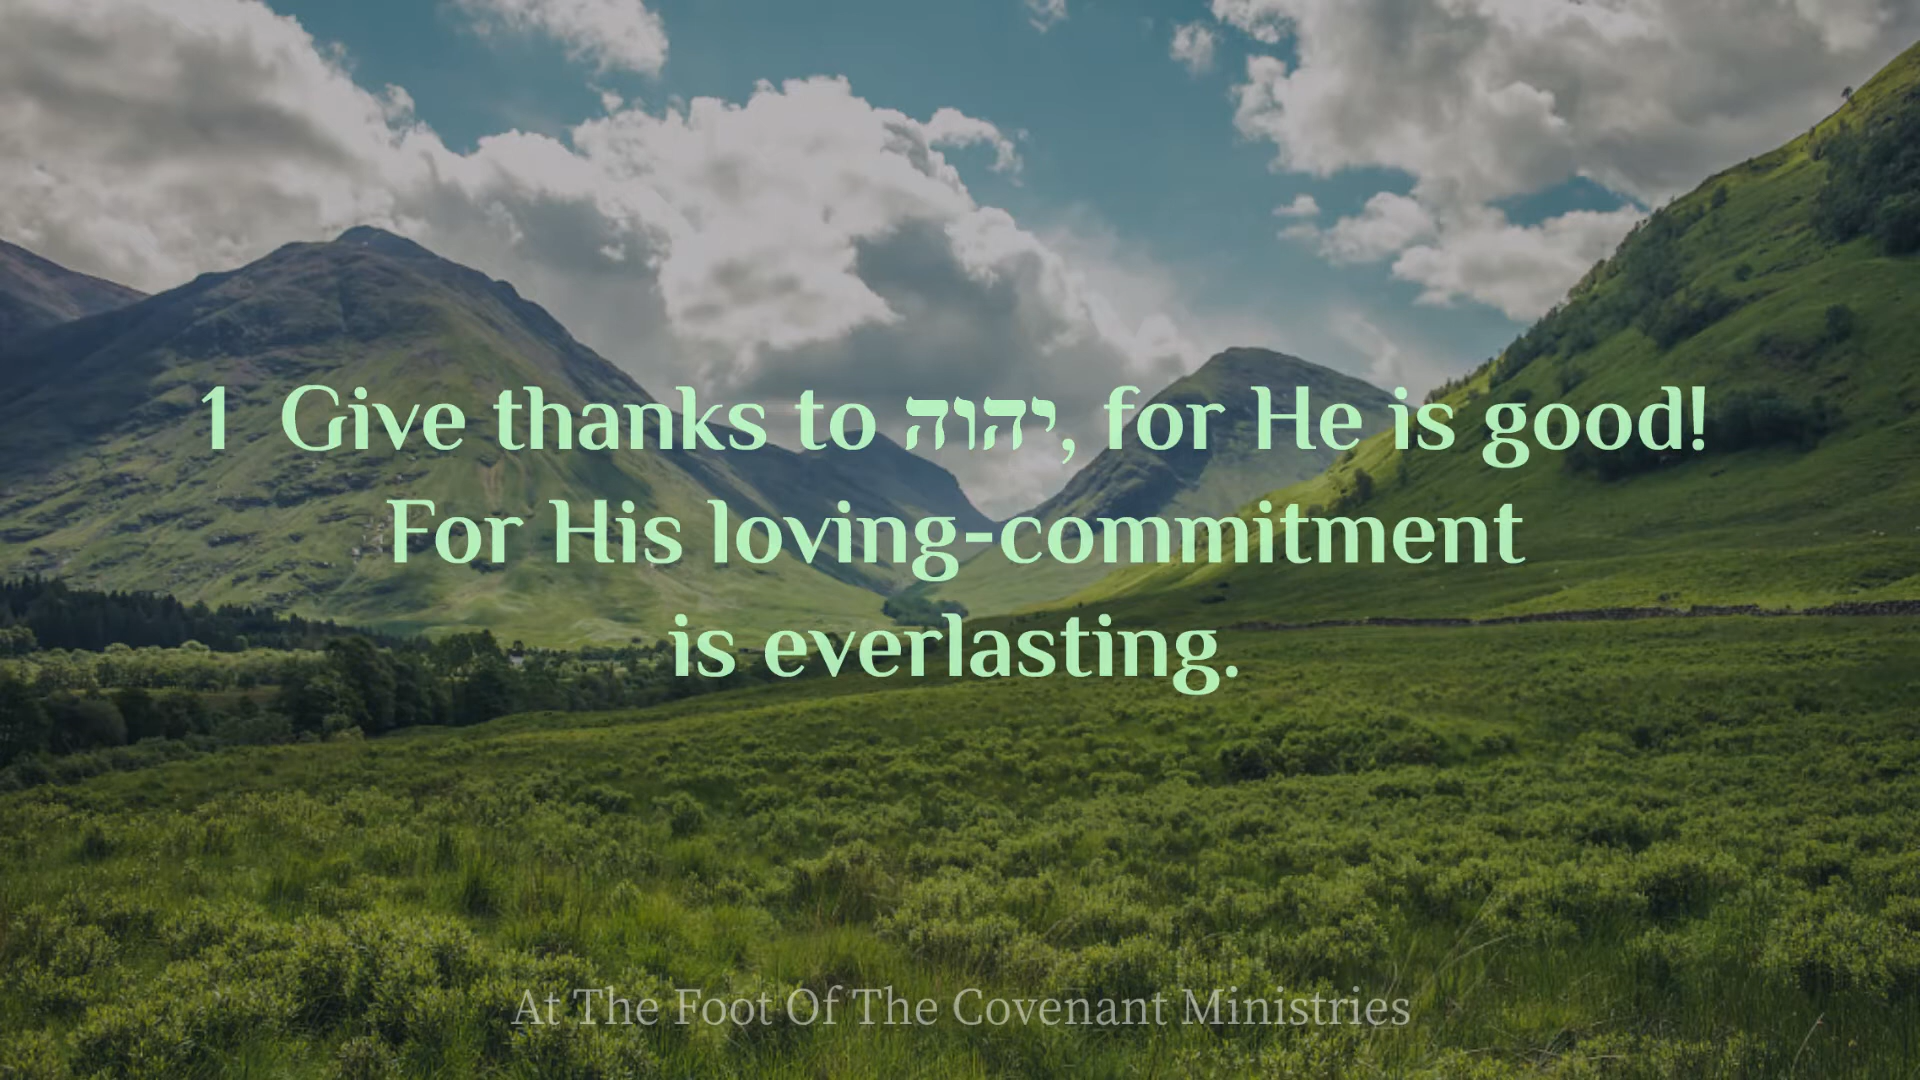 1  Give thanks to יהוה, for He is good!
For His loving-commitment
is everlasting.
At The Foot Of The Covenant Ministries